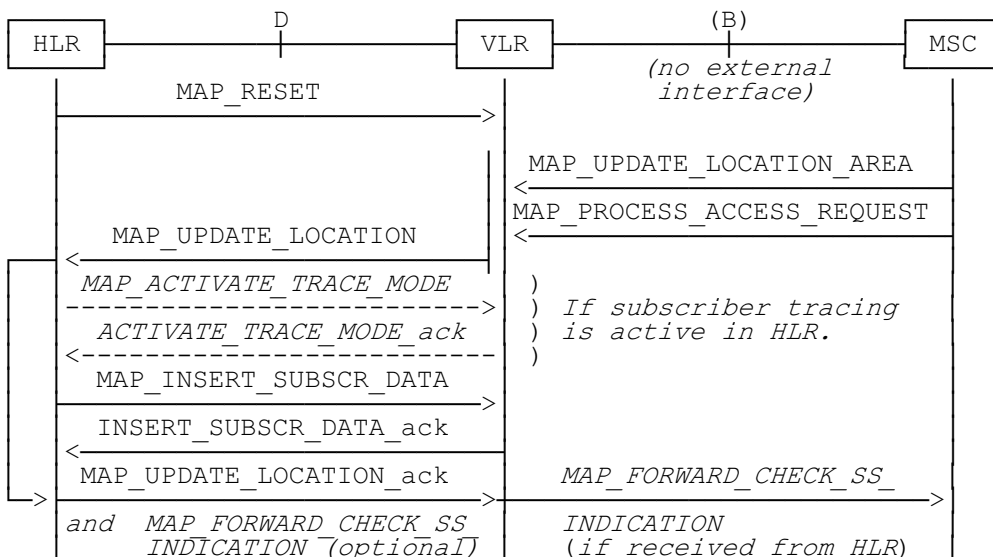 D
(B)
HLR
VLR
MSC
(no external
interface)
MAP_RESET
MAP_UPDATE_LOCATION_AREA
MAP_PROCESS_ACCESS_REQUEST
MAP_UPDATE_LOCATION
MAP_ACTIVATE_TRACE_MODE
)
) If subscriber tracing
ACTIVATE_TRACE_MODE_ack
) is active in HLR.
)
MAP_INSERT_SUBSCR_DATA
INSERT_SUBSCR_DATA_ack
MAP_UPDATE_LOCATION_ack
MAP_FORWARD_CHECK_SS_
and MAP_FORWARD_CHECK_SS_
INDICATION
INDICATION (optional)
(if received from HLR)